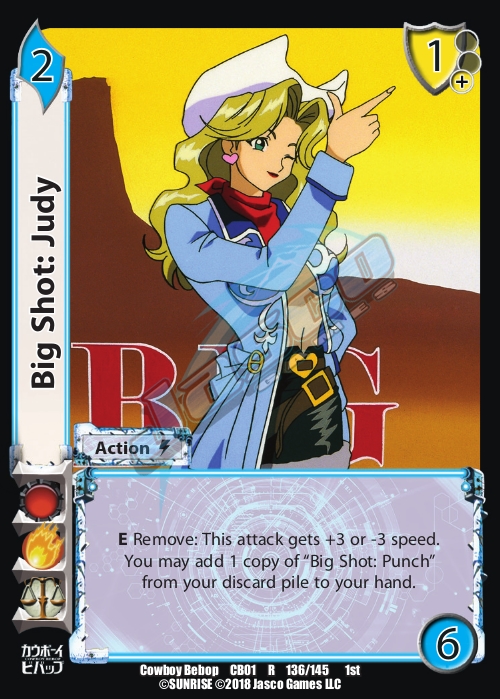 2
1
+
Big Shot: Judy
BIG
Action
E Remove: This attack gets +3 or -3 speed.
You may add 1 copy of “Big Shot: Punch”
from your discard pile to your hand.
カウボーイ
ビバップ
6
Cowboy Bebop CB01 R 136/145 1st
©SUNRISE ©2018 Jasco Games LLC